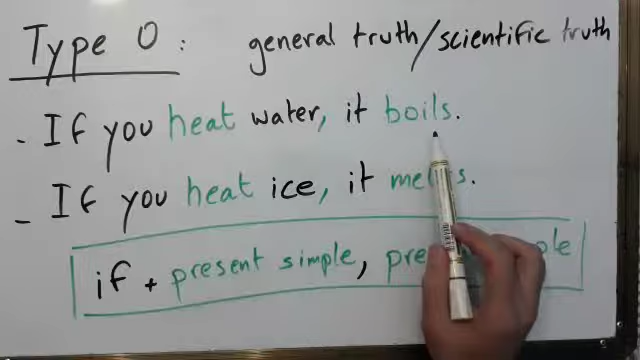 Type 0 : general truth/scientific truth
- If you heat water, it boils.
- If you heat ice, it melts.
if + present simple,